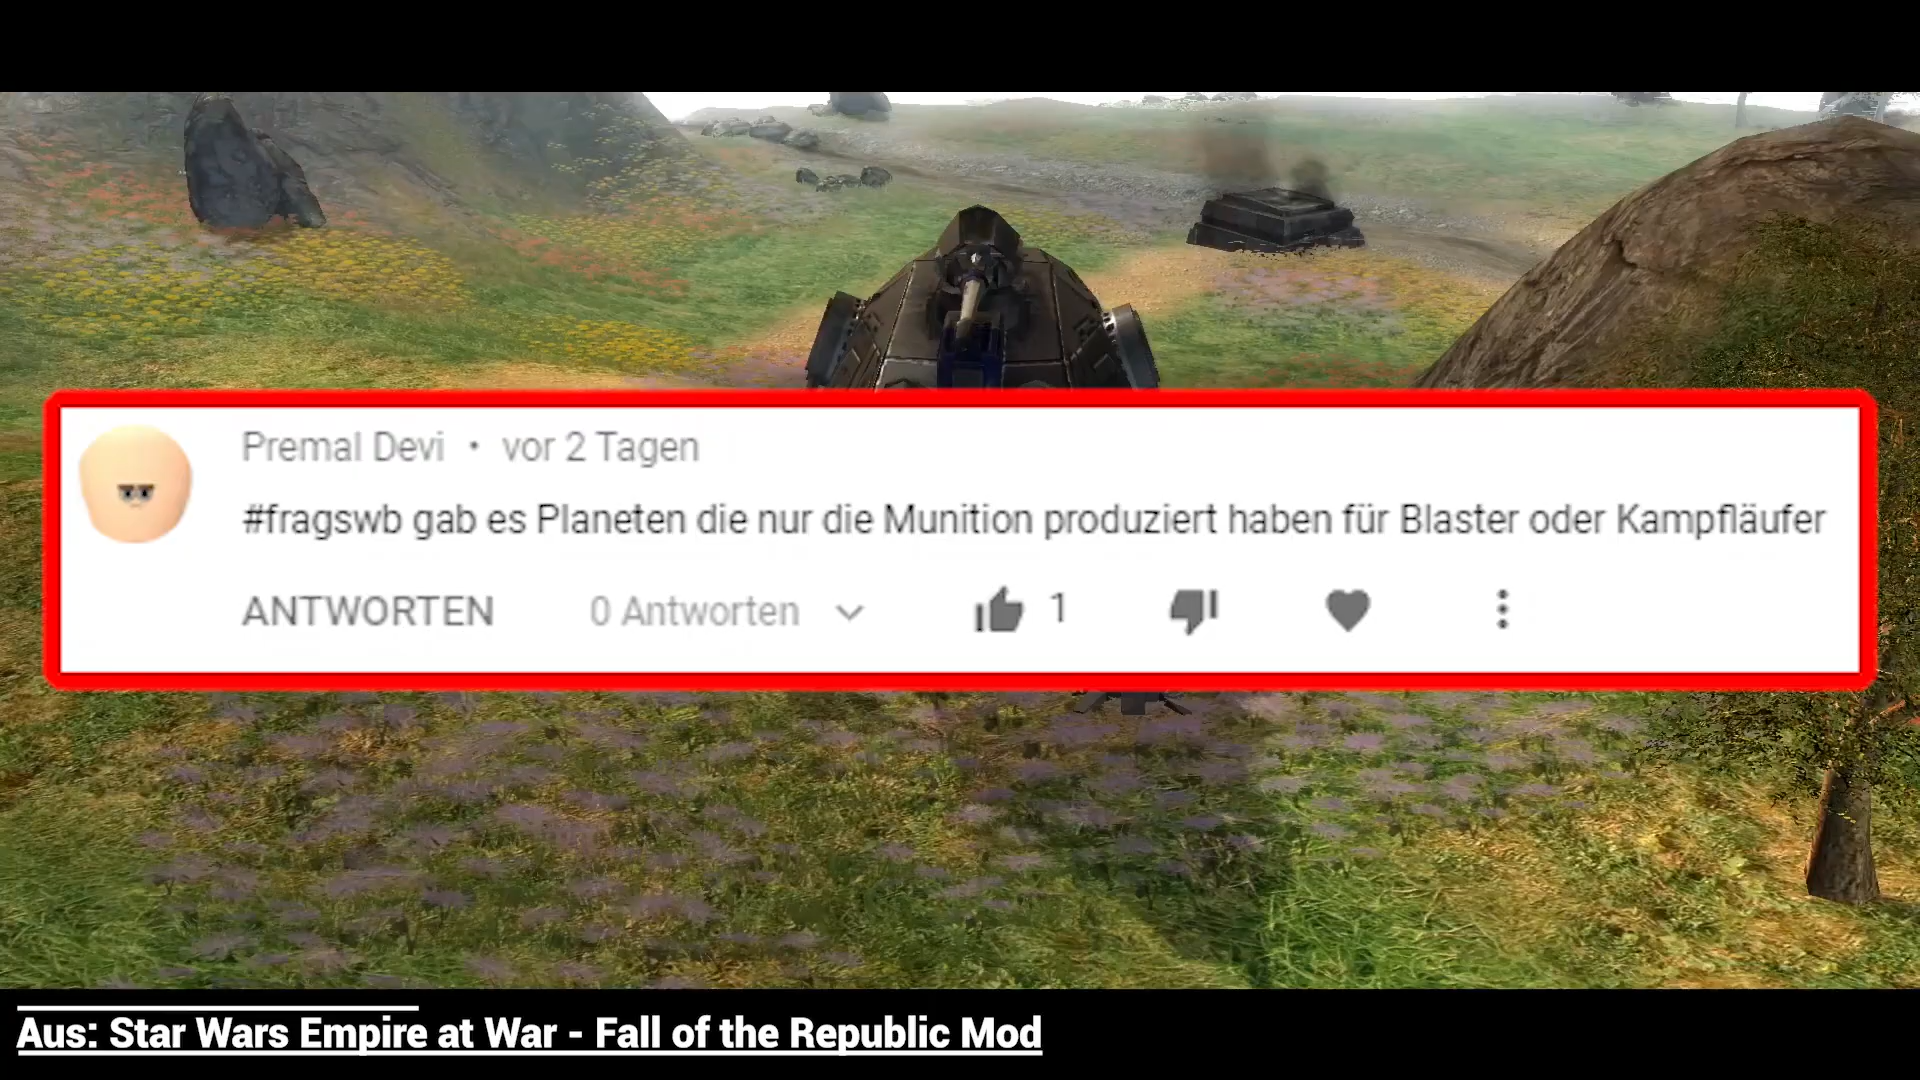 Premal Devi • vor 2 Tagen
#fragswb gab es Planeten die nur die Munition produziert haben für Blaster oder Kampfläufer
ANTWORTEN 0 Antworten 1
Aus: Star Wars Empire at War - Fall of the Republic Mod